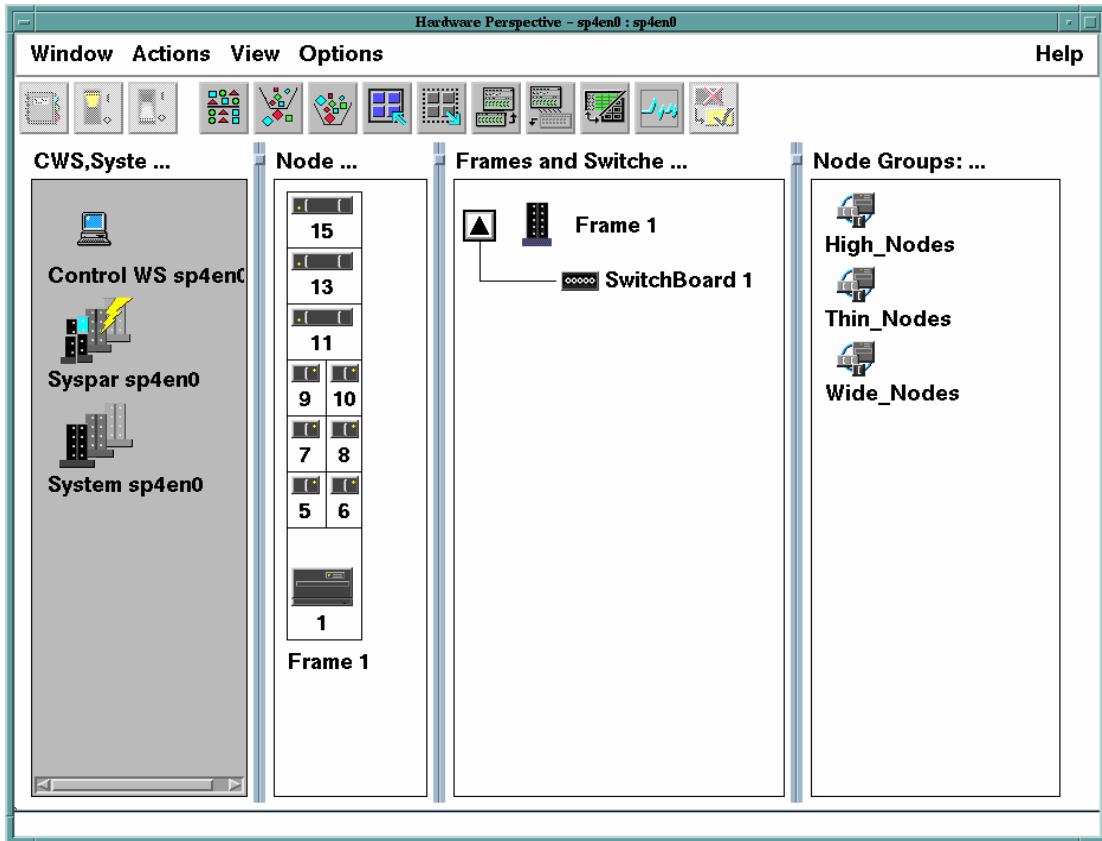 Hardware Perspective - sp4en0 : sp4en0
Window Actions View Options Help
CWS,Syste ...
Control WS sp4en0
Syspar sp4en0
System sp4en0
Node ...
15
13
11
9 10
7 8
5 6
1
Frame 1
Frames and Switche ...
Frame 1
SwitchBoard 1
Node Groups: ...
High_Nodes
Thin_Nodes
Wide_Nodes